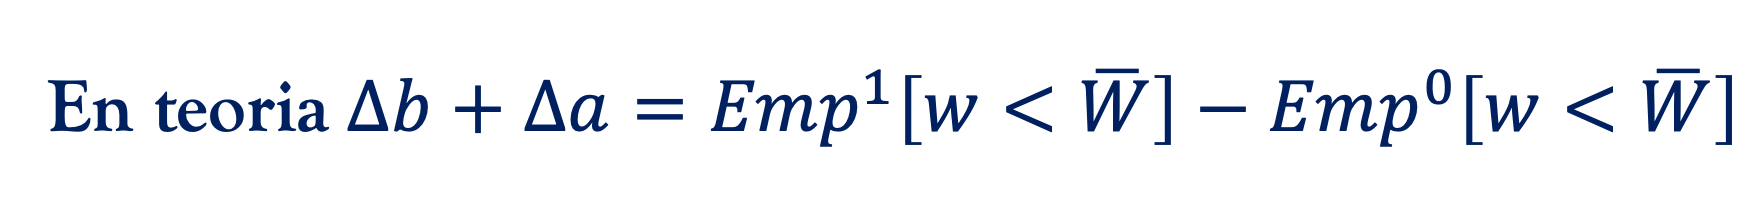 En teoria Δb + Δa = Emp¹[w < W̅] − Emp⁰[w < W̅]